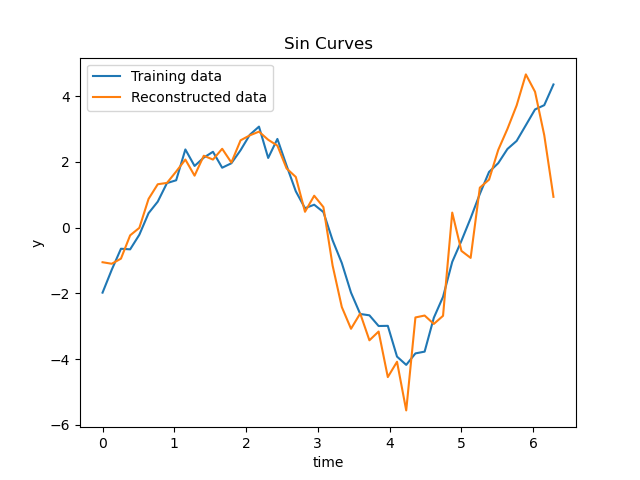 Sin Curves
Training data
Reconstructed data
4
2
0
−2
−4
−6
y
0 1 2 3 4 5 6
time